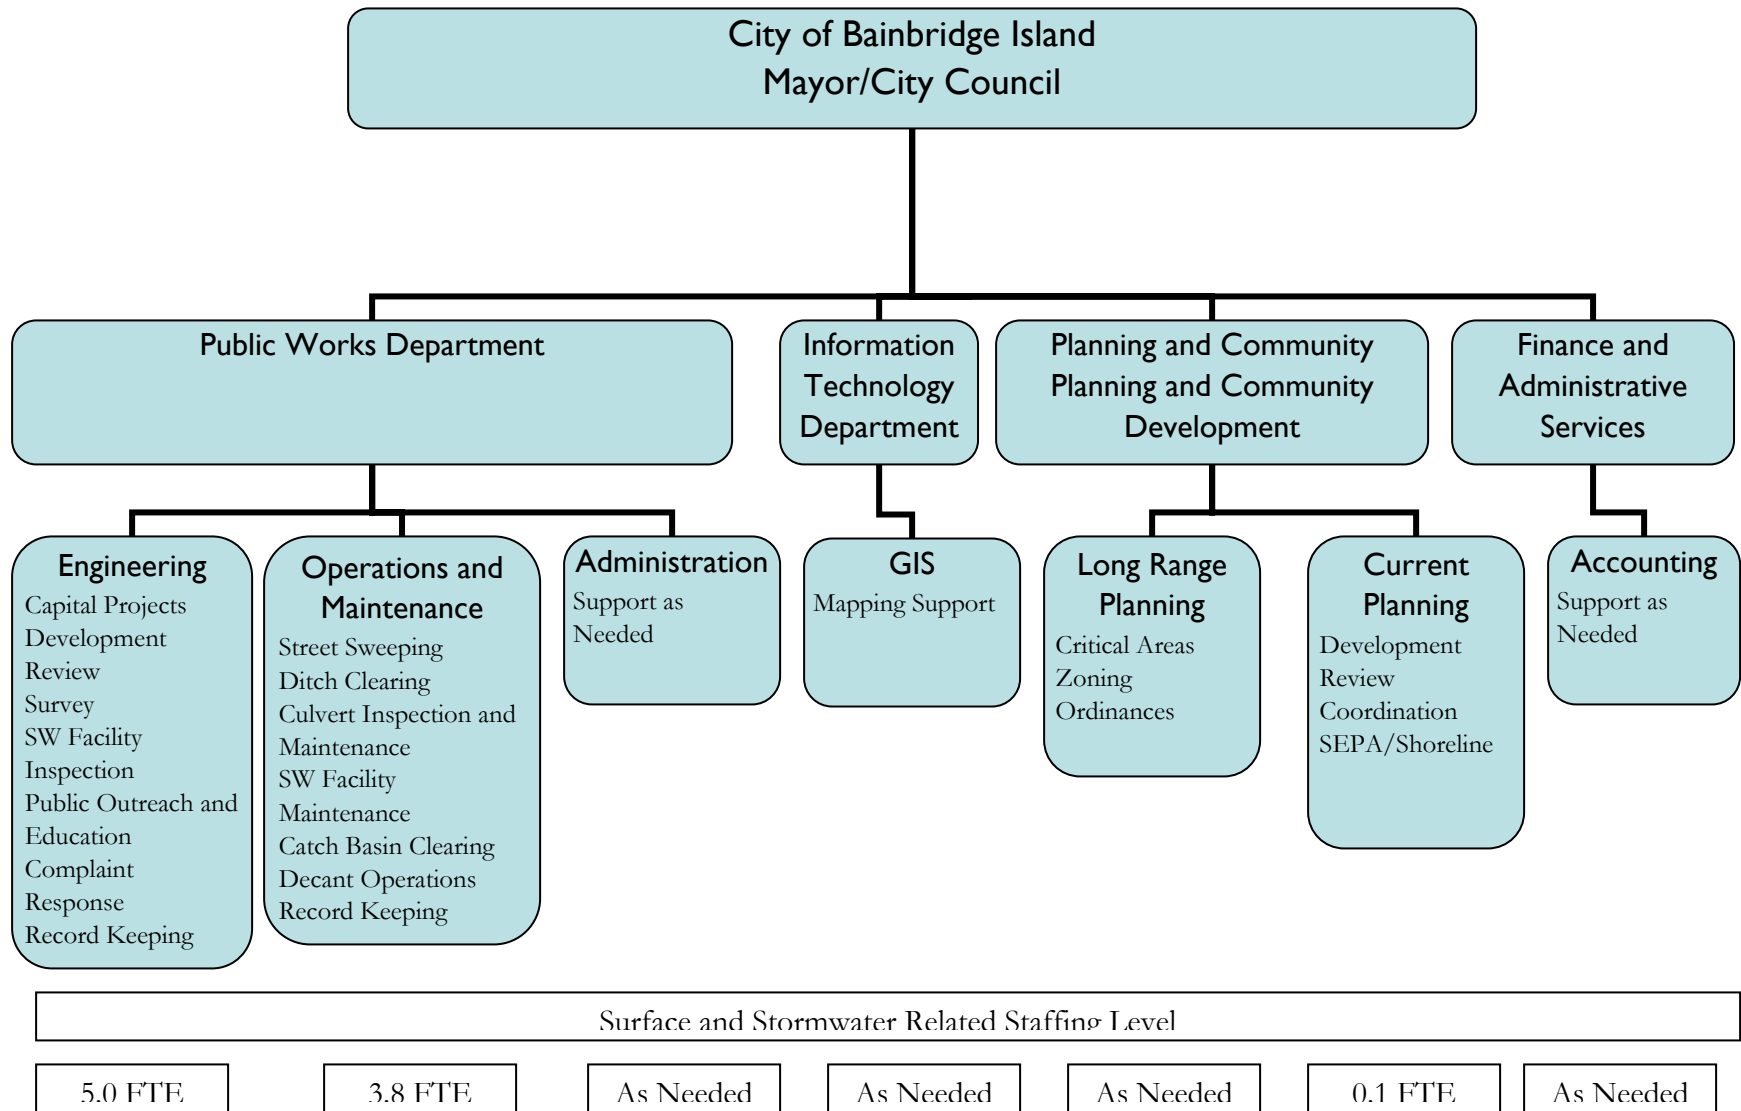 City of Bainbridge Island
Mayor/City Council
Public Works Department
Information
Technology
Department
Planning and Community
Planning and Community
Development
Finance and
Administrative
Services
Engineering
Capital Projects
Development
Review
Survey
SW Facility
Inspection
Public Outreach and
Education
Complaint
Response
Record Keeping
Operations and
Maintenance
Street Sweeping
Ditch Clearing
Culvert Inspection and
Maintenance
SW Facility
Maintenance
Catch Basin Clearing
Decant Operations
Record Keeping
Administration
Support as
Needed
GIS
Mapping Support
Long Range
Planning
Critical Areas
Zoning
Ordinances
Current
Planning
Development
Review
Coordination
SEPA/Shoreline
Accounting
Support as
Needed
Surface and Stormwater Related Staffing Level
5.0 FTE
3.8 FTE
As Needed
As Needed
As Needed
0.1 FTE
As Needed